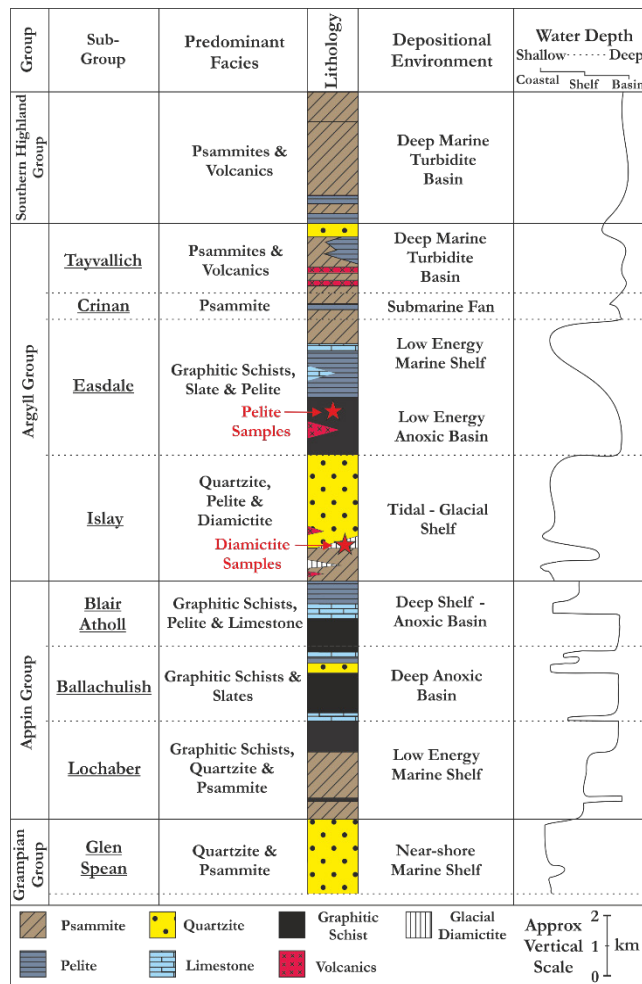 Group
Sub-
Group
Predominant
Facies
Lithology
Depositional
Environment
Water Depth
Shallow Deep
Coastal Shelf Basin
Southern Highland
Group
Psammites &
Volcanics
Deep Marine
Turbidite
Basin
Argyll Group
Tayvallich
Psammites &
Volcanics
Deep Marine
Turbidite
Basin
Crinan
Psammite
Submarine Fan
Easdale
Graphitic Schists,
Slate & Pelite
Pelite
Samples
Low Energy
Marine Shelf
Low Energy
Anoxic Basin
Islay
Quartzite,
Pelite &
Diamictite
Diamictite
Samples
Tidal - Glacial
Shelf
Appin Group
Blair
Atholl
Graphitic Schists,
Pelite & Limestone
Deep Shelf -
Anoxic Basin
Ballachulish
Graphitic Schists &
Slates
Deep Anoxic
Basin
Lochaber
Graphitic Schists,
Quartzite &
Psammite
Low Energy
Marine Shelf
Grampian
Group
Glen
Spean
Quartzite &
Psammite
Near-shore
Marine Shelf
Psammite
Quartzite
Graphitic
Schist
Glacial
Diamictite
Pelite
Limestone
Volcanics
Approx
Vertical
Scale
2
1 km
0